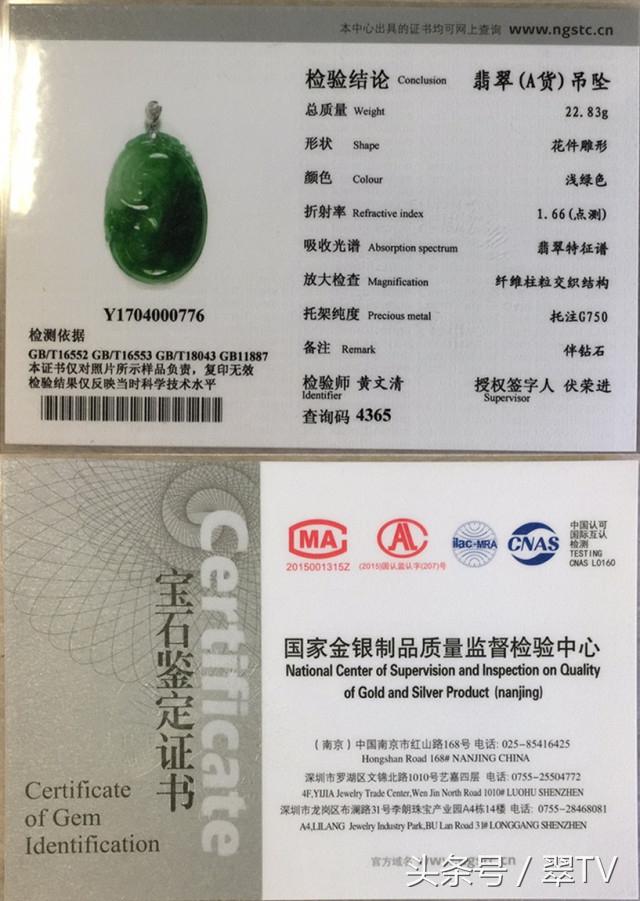 本中心出具的证书均可网上查询 www.ngstc.cn
检验结论 Conclusion 翡翠(A货)吊坠
总质量 Weight 22.83g
形状 Shape 花件雕形
颜色 Colour 浅绿色
折射率 Refractive index 1.66(点测)
吸收光谱 Absorption spectrum 翡翠特征谱
放大检查 Magnification 纤维柱粒交织结构
托架纯度 Precious metal 托注G750
备注 Remark 伴钻石
检验师 黄文清 授权签字人 伏荣进
Identifier Supervisor
查询码 4365
Y1704000776
检测依据
GB/T16552 GB/T16553 GB/T18043 GB11887
本证书仅对照片所示样品负责，复印无效
检验结果仅反映当时科学技术水平
Certificate
宝石鉴定证书
Certificate
of Gem
Identification
MA
2015001315Z
AL
(2015)国认监认字(207)号
ilac-MRA
CNAS
中国认可
国际互认
检测
TESTING
CNAS L0160
国家金银制品质量监督检验中心
National Center of Supervision and Inspection on Quality
of Gold and Silver Product (nanjing)
(南京) 中国南京市红山路168号 电话: 025-85416425
Hongshan Road 168# NANJING CHINA
深圳市罗湖区文锦北路1010号艺嘉四层 电话: 0755-25504772
4F,YIJIA Jewelry Trade Center,Wen Jin North Road 1010# LUOHU SHENZHEN
深圳市龙岗区布澜路31号李朗珠宝产业园A4栋14楼 电话: 0755-28468081
A4,LILANG Jewelry Industry Park,BU Lan Road 31# LONGGANG SHENZHEN
官方域名 www.ngstc.cn
头条号 / 翠TV